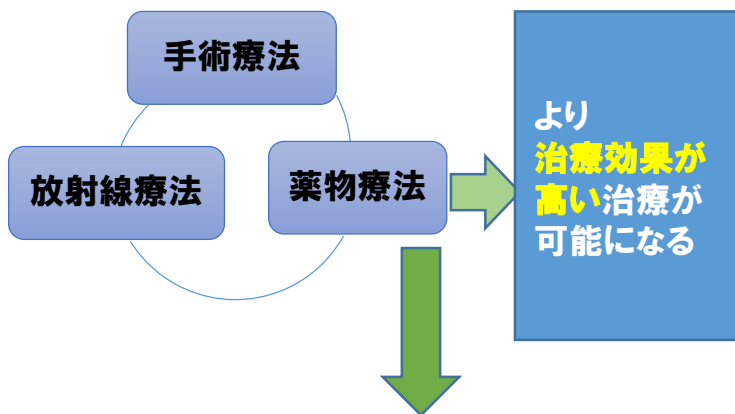 手術療法
放射線療法
薬物療法
より
治療効果が
高い治療が
可能になる